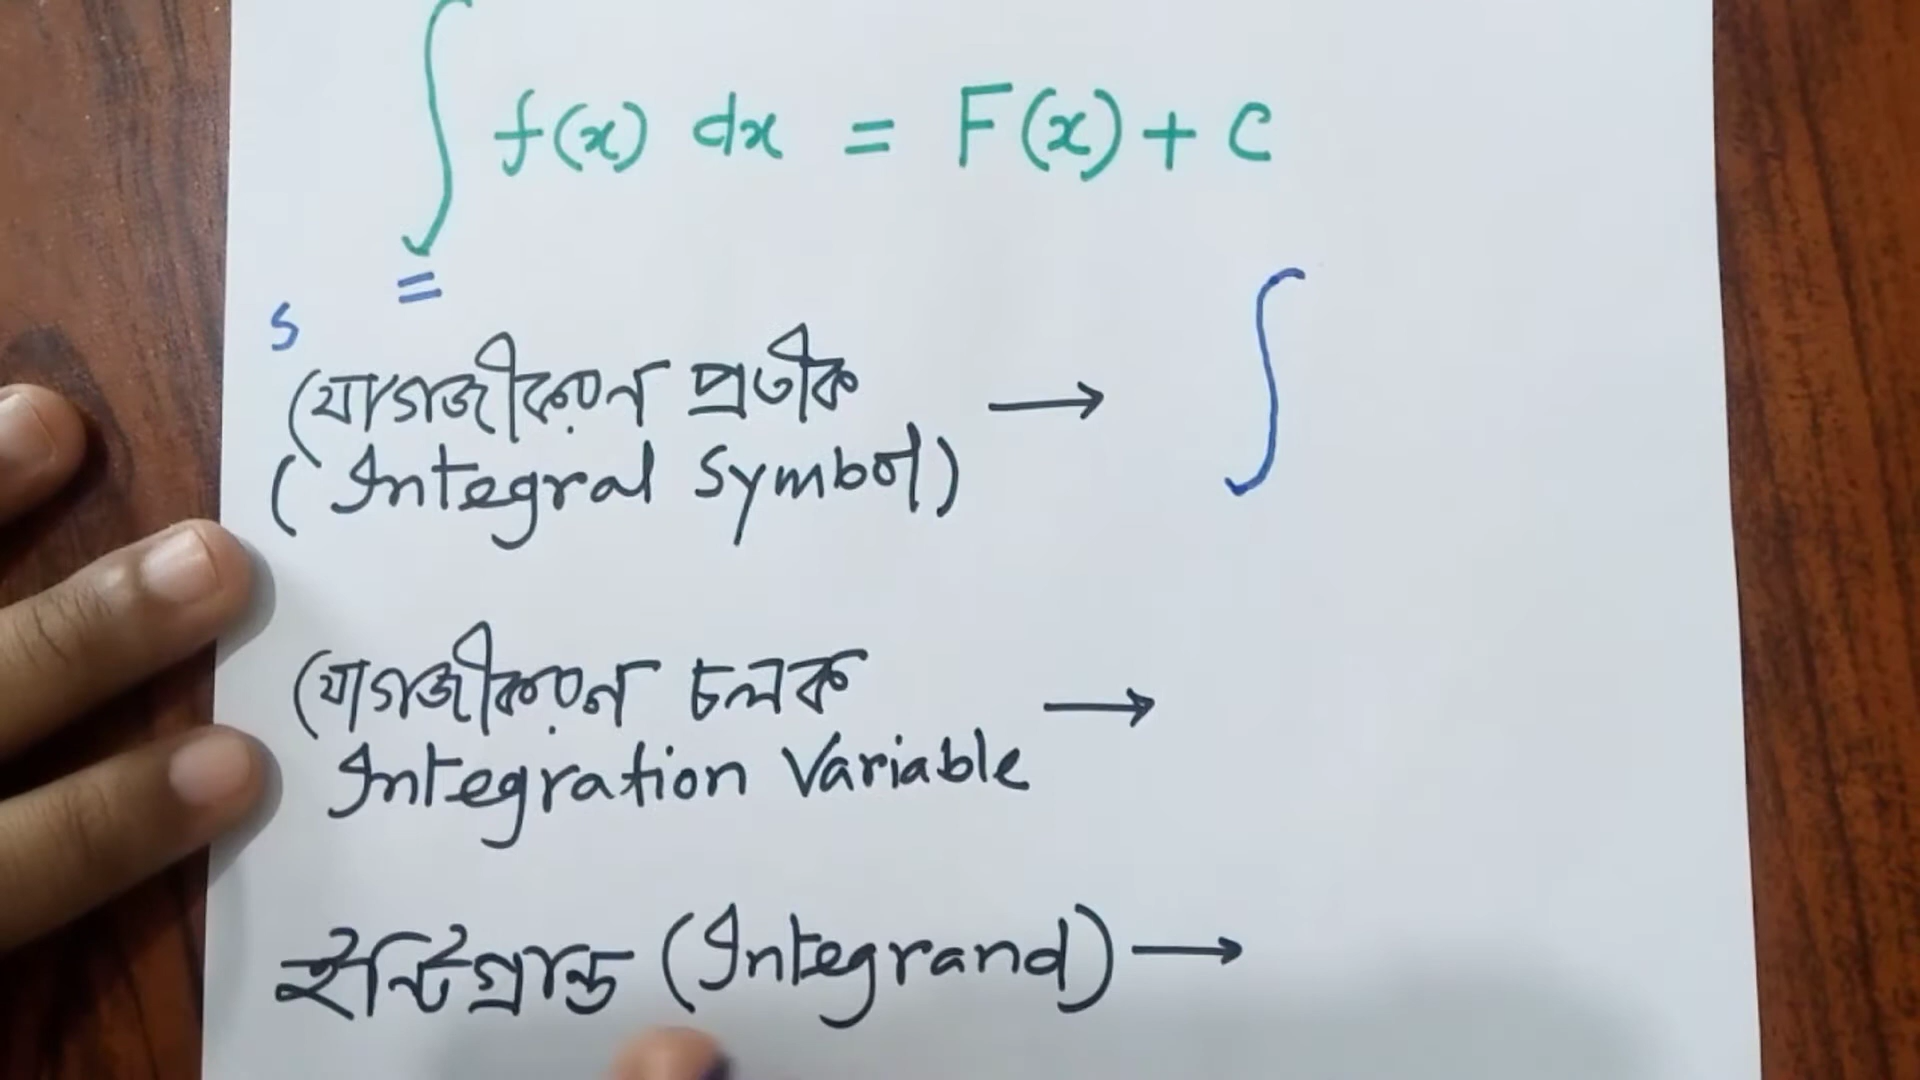 ∫ f(x) dx = F(x) + c
=
S
যোগজীকরণ প্রতীক → ∫
(Integral Symbol)
যোগজীকরণ চলক →
Integration Variable
ইন্টিগ্রান্ড (Integrand) →